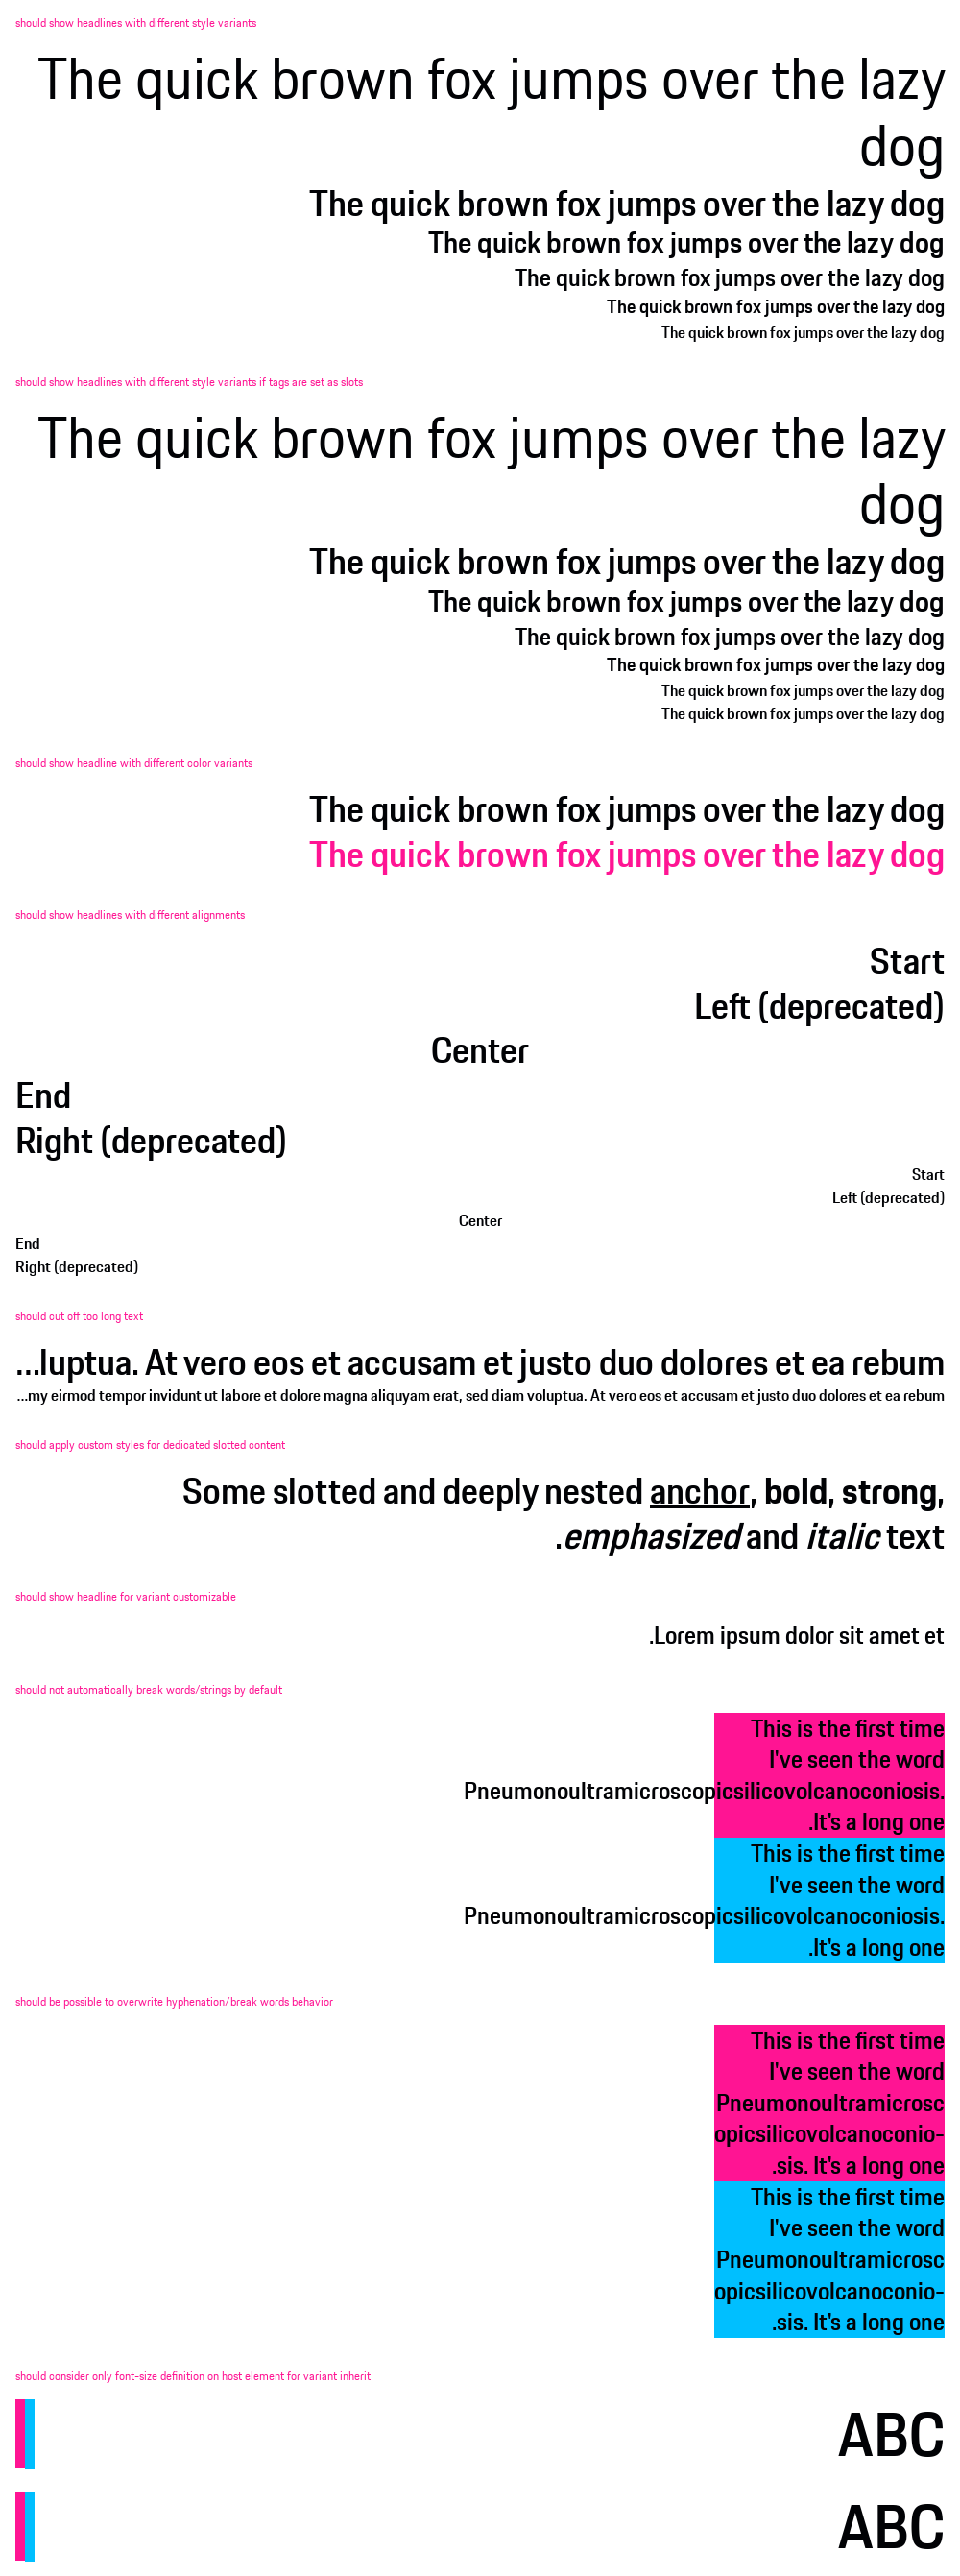 should show headlines with different style variants
The quick brown fox jumps over the lazy
dog
The quick brown fox jumps over the lazy dog
The quick brown fox jumps over the lazy dog
The quick brown fox jumps over the lazy dog
The quick brown fox jumps over the lazy dog
The quick brown fox jumps over the lazy dog
should show headlines with different style variants if tags are set as slots
The quick brown fox jumps over the lazy
dog
The quick brown fox jumps over the lazy dog
The quick brown fox jumps over the lazy dog
The quick brown fox jumps over the lazy dog
The quick brown fox jumps over the lazy dog
The quick brown fox jumps over the lazy dog
The quick brown fox jumps over the lazy dog
should show headline with different color variants
The quick brown fox jumps over the lazy dog
The quick brown fox jumps over the lazy dog
should show headlines with different alignments
Start
Left (deprecated)
Center
End
Right (deprecated)
Start
Left (deprecated)
Center
End
Right (deprecated)
should cut off too long text
...luptua. At vero eos et accusam et justo duo dolores et ea rebum
...my eirmod tempor invidunt ut labore et dolore magna aliquyam erat, sed diam voluptua. At vero eos et accusam et justo duo dolores et ea rebum
should apply custom styles for dedicated slotted content
Some slotted and deeply nested anchor, bold, strong,
.emphasized and italic text
should show headline for variant customizable
.Lorem ipsum dolor sit amet et
should not automatically break words/strings by default
This is the first time
I've seen the word
Pneumonoultramicroscopicsilicovolcanoconiosis.
.It's a long one
This is the first time
I've seen the word
Pneumonoultramicroscopicsilicovolcanoconiosis.
.It's a long one
should be possible to overwrite hyphenation/break words behavior
This is the first time
I've seen the word
Pneumonoultramicrosc
opicsilicovolcanoconio-
.sis. It's a long one
This is the first time
I've seen the word
Pneumonoultramicrosc
opicsilicovolcanoconio-
.sis. It's a long one
should consider only font-size definition on host element for variant inherit
ABC
ABC